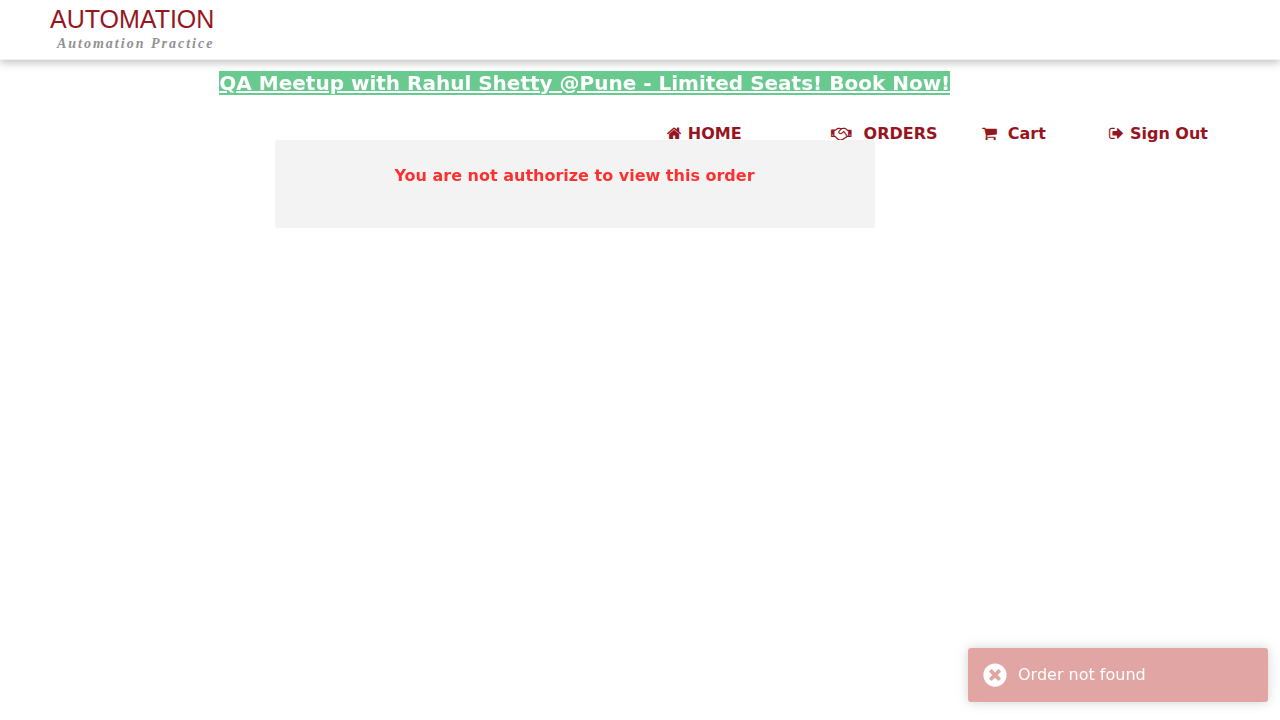 AUTOMATION
Automation Practice
QA Meetup with Rahul Shetty @Pune - Limited Seats! Book Now!
HOME ORDERS Cart Sign Out
You are not authorize to view this order
Order not found